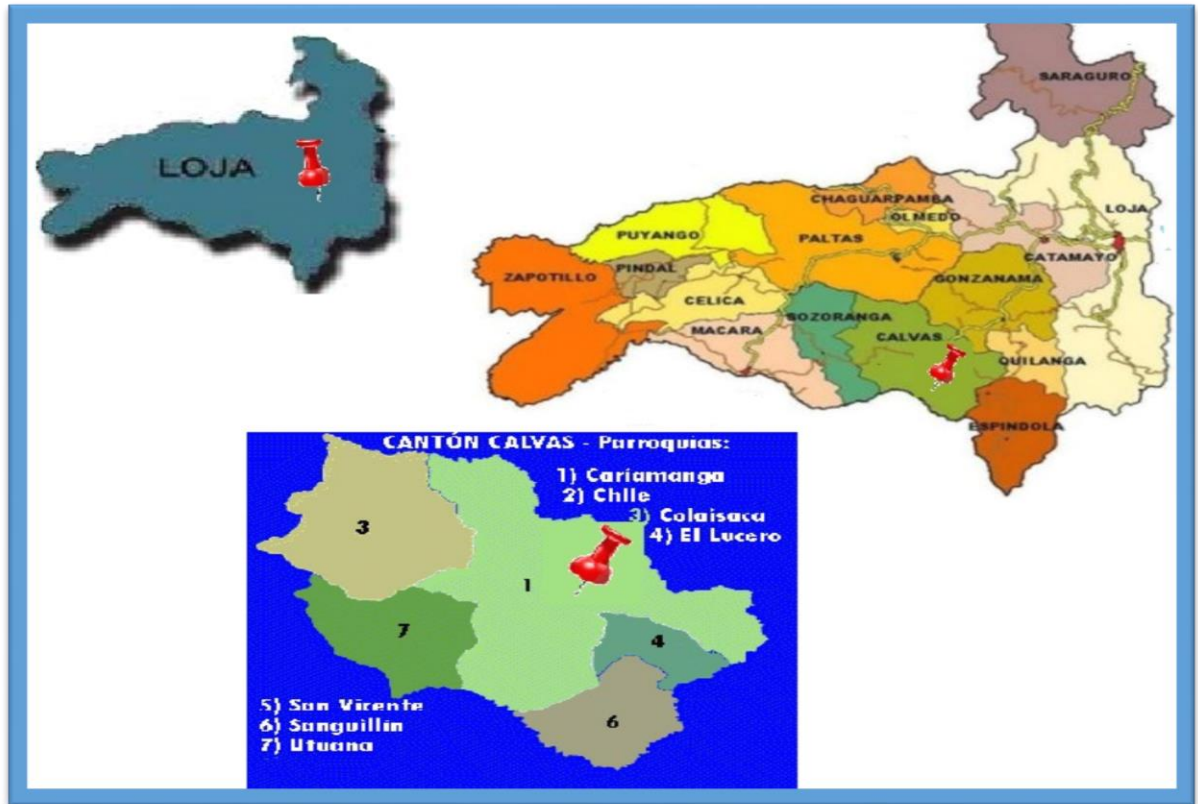 LOJA
SARAGURO
CHAGUARPAMBA
OLMEDO
LOJA
PUYANGO
PALTAS
CATAMAYO
ZAPOTILLO
PINDAL
GONZANAMA
CELICA
SOZORANGA
MACARA
CALVAS
QUILANGA
ESPINDOLA
CANTÓN CALVAS - Parroquias:
1) Cariamanga
2) Chile
3) Colaisaca
4) El Lucero
3
1
7
4
6
5) San Vicente
6) Sanguillín
7) Utuana